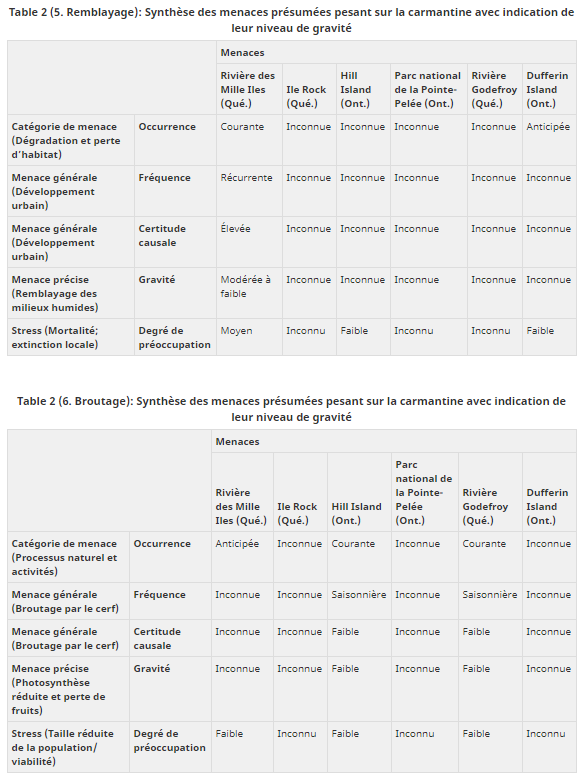 Table 2 (5. Remblayage): Synthèse des menaces présumées pesant sur la carmantine avec indication de
leur niveau de gravité
Menaces
Rivière des Mille Iles (Qué.) Ile Rock (Qué.) Hill Island (Ont.) Parc national de la Pointe-Pelée (Ont.) Rivière Godefroy (Qué.) Dufferin Island (Ont.)
Catégorie de menace (Dégradation et perte d'habitat) Occurrence Courante Inconnue Inconnue Inconnue Inconnue Anticipée
Menace générale (Développement urbain) Fréquence Récurrente Inconnue Inconnue Inconnue Inconnue Inconnue
Menace générale (Développement urbain) Certitude causale Élevée Inconnue Inconnue Inconnue Inconnue Inconnue
Menace précise (Remblayage des milieux humides) Gravité Modérée à faible Inconnue Inconnue Inconnue Inconnue Inconnue
Stress (Mortalité; extinction locale) Degré de préoccupation Moyen Inconnu Faible Inconnu Inconnu Faible
Table 2 (6. Broutage): Synthèse des menaces présumées pesant sur la carmantine avec indication de
leur niveau de gravité
Menaces
Rivière des Mille Iles (Qué.) Ile Rock (Qué.) Hill Island (Ont.) Parc national de la Pointe-Pelée (Ont.) Rivière Godefroy (Qué.) Dufferin Island (Ont.)
Catégorie de menace (Processus naturel et activités) Occurrence Anticipée Inconnue Courante Inconnue Courante Inconnue
Menace générale (Broutage par le cerf) Fréquence Inconnue Inconnue Saisonnière Inconnue Saisonnière Inconnue
Menace générale (Broutage par le cerf) Certitude causale Inconnue Inconnue Faible Inconnue Faible Inconnue
Menace précise (Photosynthèse réduite et perte de fruits) Gravité Inconnue Inconnue Faible Inconnue Faible Inconnue
Stress (Taille réduite de la population/ viabilité) Degré de préoccupation Faible Inconnu Faible Inconnu Faible Inconnu